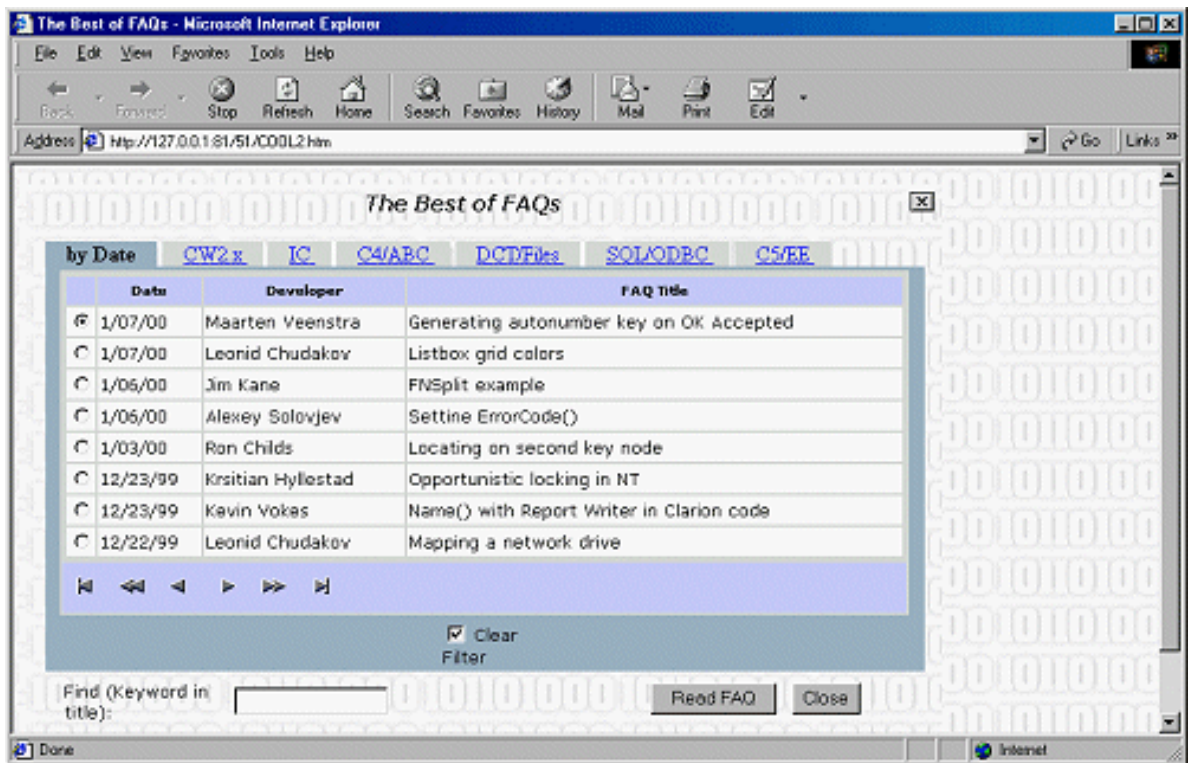 The Best of FAQs - Microsoft Internet Explorer
File Edit View Favorites Tools Help
Back Forward Stop Refresh Home Search Favorites History Mail Print Edit
Address http://127.0.0.1:81/51/COOL2.htm Go Links »
The Best of FAQs
by Date CW2.x IC C4/ABC DCT/Files SQL/ODBC C5/EE
Date Developer FAQ Title
1/07/00 Maarten Veenstra Generating autonumber key on OK Accepted
1/07/00 Leonid Chudakov Listbox grid colors
1/06/00 Jim Kane FNSplit example
1/06/00 Alexey Solovjev Settine ErrorCode()
1/03/00 Ron Childs Locating on second key node
12/23/99 Krsitian Hyllestad Opportunistic locking in NT
12/23/99 Kevin Vokes Name() with Report Writer in Clarion code
12/22/99 Leonid Chudakov Mapping a network drive
Clear
Filter
Find (Keyword in
title):
Read FAQ Close
Done Internet